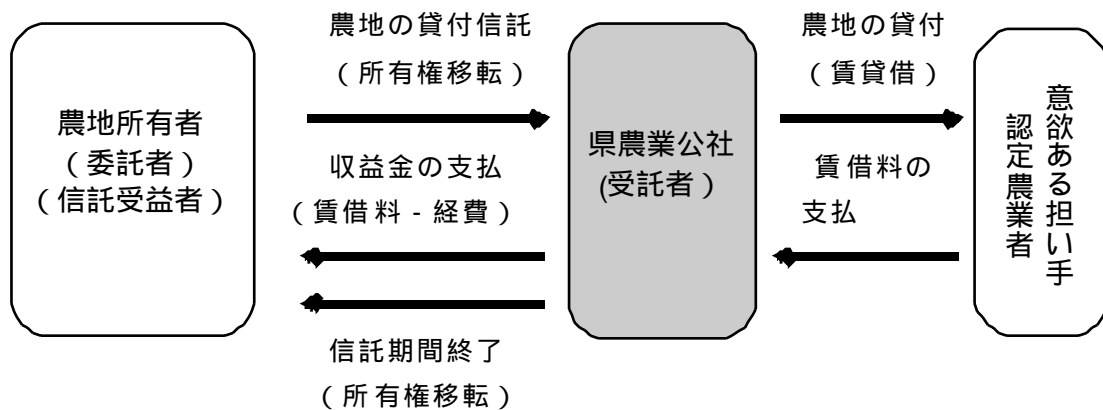 農地の貸付信託
（所有権移転）
農地の貸付
（賃貸借）
農地所有者
（委託者）
（信託受益者）
県農業公社
(受託者）
意欲ある担い手
認定農業者
収益金の支払
（賃借料－経費）
賃借料の
支払
信託期間終了
（所有権移転）